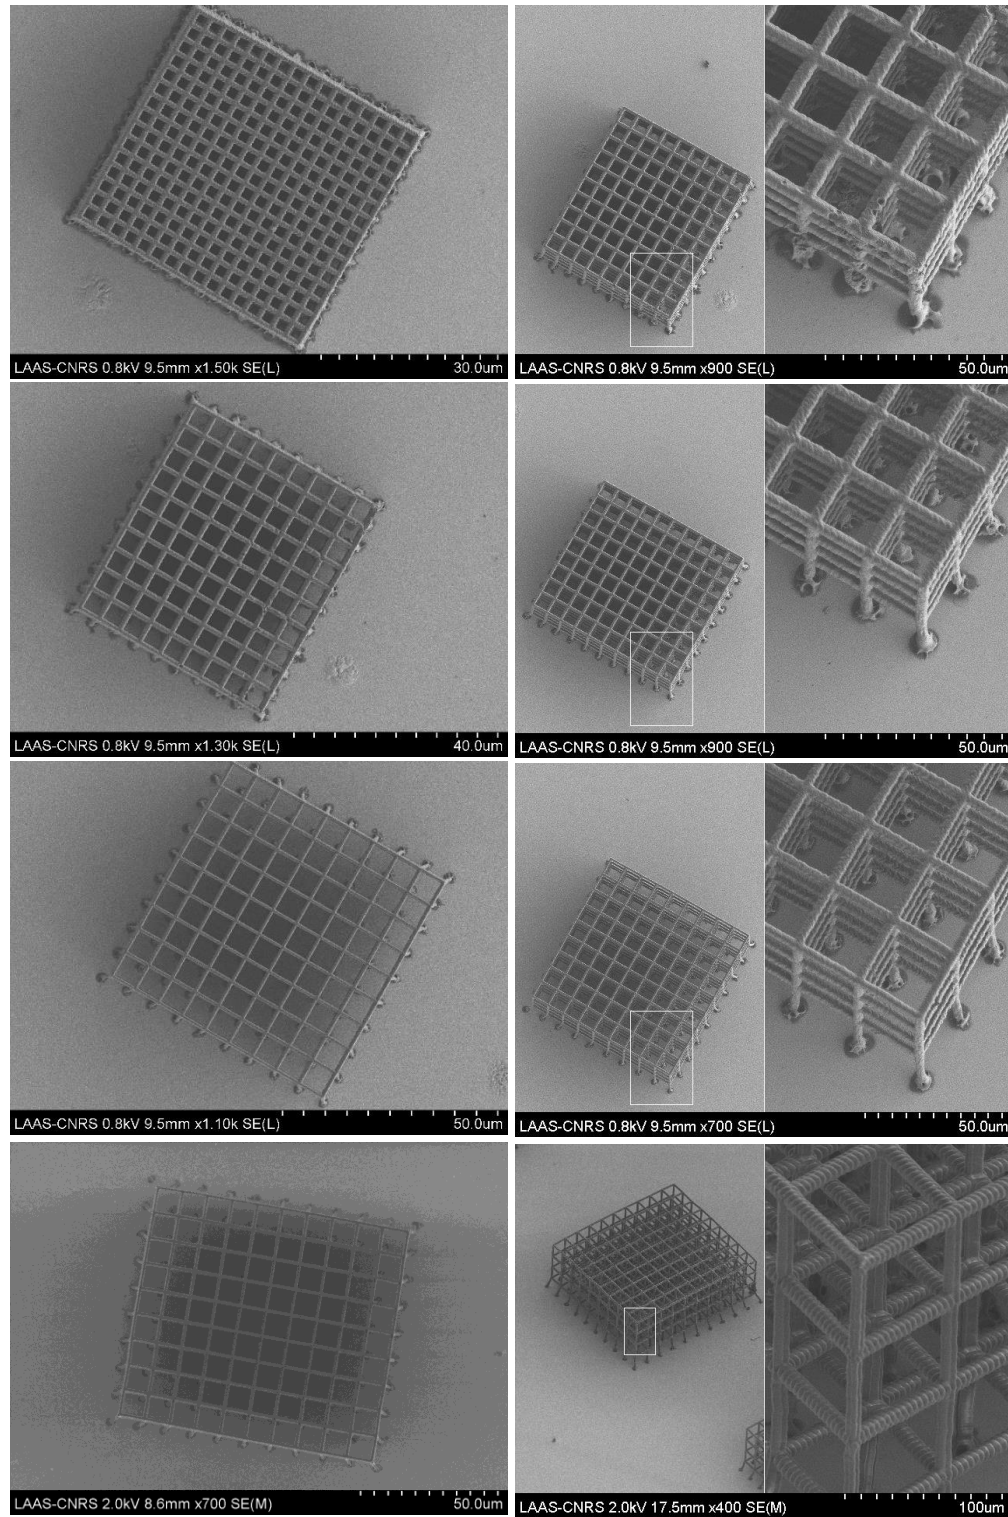 LAAS-CNRS 0.8kV 9.5mm x1.50k SE(L) 30.0um
LAAS-CNRS 0.8kV 9.5mm x900 SE(L) 50.0um
LAAS-CNRS 0.8kV 9.5mm x1.30k SE(L) 40.0um
LAAS-CNRS 0.8kV 9.5mm x900 SE(L) 50.0um
LAAS-CNRS 0.8kV 9.5mm x1.10k SE(L) 50.0um
LAAS-CNRS 0.8kV 9.5mm x700 SE(L) 50.0um
LAAS-CNRS 2.0kV 8.6mm x700 SE(M) 50.0um
LAAS-CNRS 2.0kV 17.5mm x400 SE(M) 100um